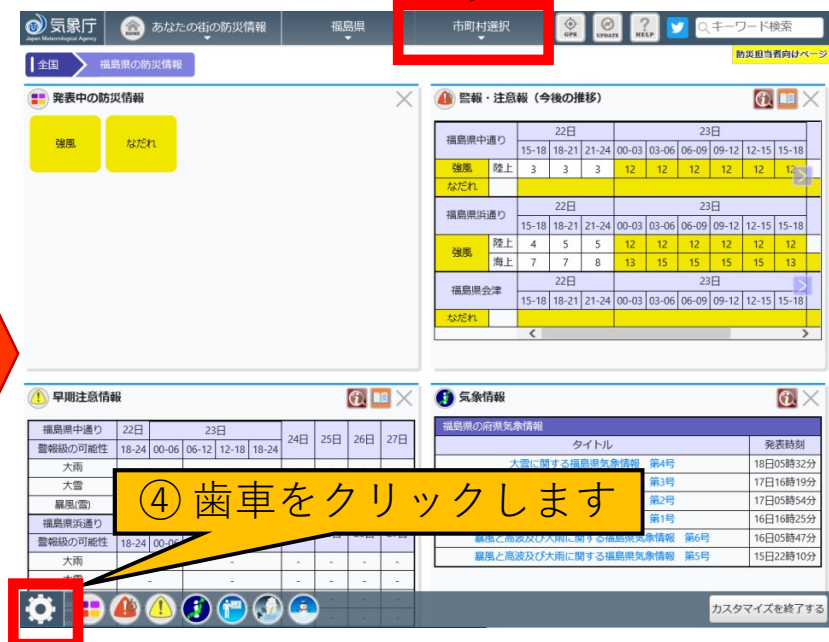 気象庁
Japan Meteorological Agency
HOME
あなたの街の防災情報
福島県
市町村選択
GPS
UPDATE
HELP
キーワード検索
防災担当者向けページ
全国
福島県の防災情報
発表中の防災情報
強風
なだれ
警報・注意報（今後の推移）
福島県中通り 22日 23日
15-18 18-21 21-24 00-03 03-06 06-09 09-12 12-15 15-18
強風 陸上 3 3 3 12 12 12 12 12 12
なだれ
福島県浜通り 22日 23日
15-18 18-21 21-24 00-03 03-06 06-09 09-12 12-15 15-18
強風 陸上 4 5 5 12 12 12 12 12 12
海上 7 7 8 13 15 15 15 15 13
福島県会津 22日 23日
15-18 18-21 21-24 00-03 03-06 06-09 09-12 12-15 15-18
なだれ
早期注意情報
福島県中通り 22日 23日 24日 25日 26日 27日
警報級の可能性 18-24 00-06 06-12 12-18 18-24
大雨
大雪
暴風(雪)
福島県浜通り
警報級の可能性 18-24 00-06
大雨 - - - - - -
気象情報
福島県の府県気象情報
タイトル 発表時刻
大雪に関する福島県気象情報 第4号 18日05時32分
第3号 17日16時19分
第2号 17日05時54分
第1号 16日16時25分
暴風と高波及び大雨に関する福島県気象情報 第6号 16日05時47分
暴風と高波及び大雨に関する福島県気象情報 第5号 15日22時10分
④歯車をクリックします
カスタマイズを終了する